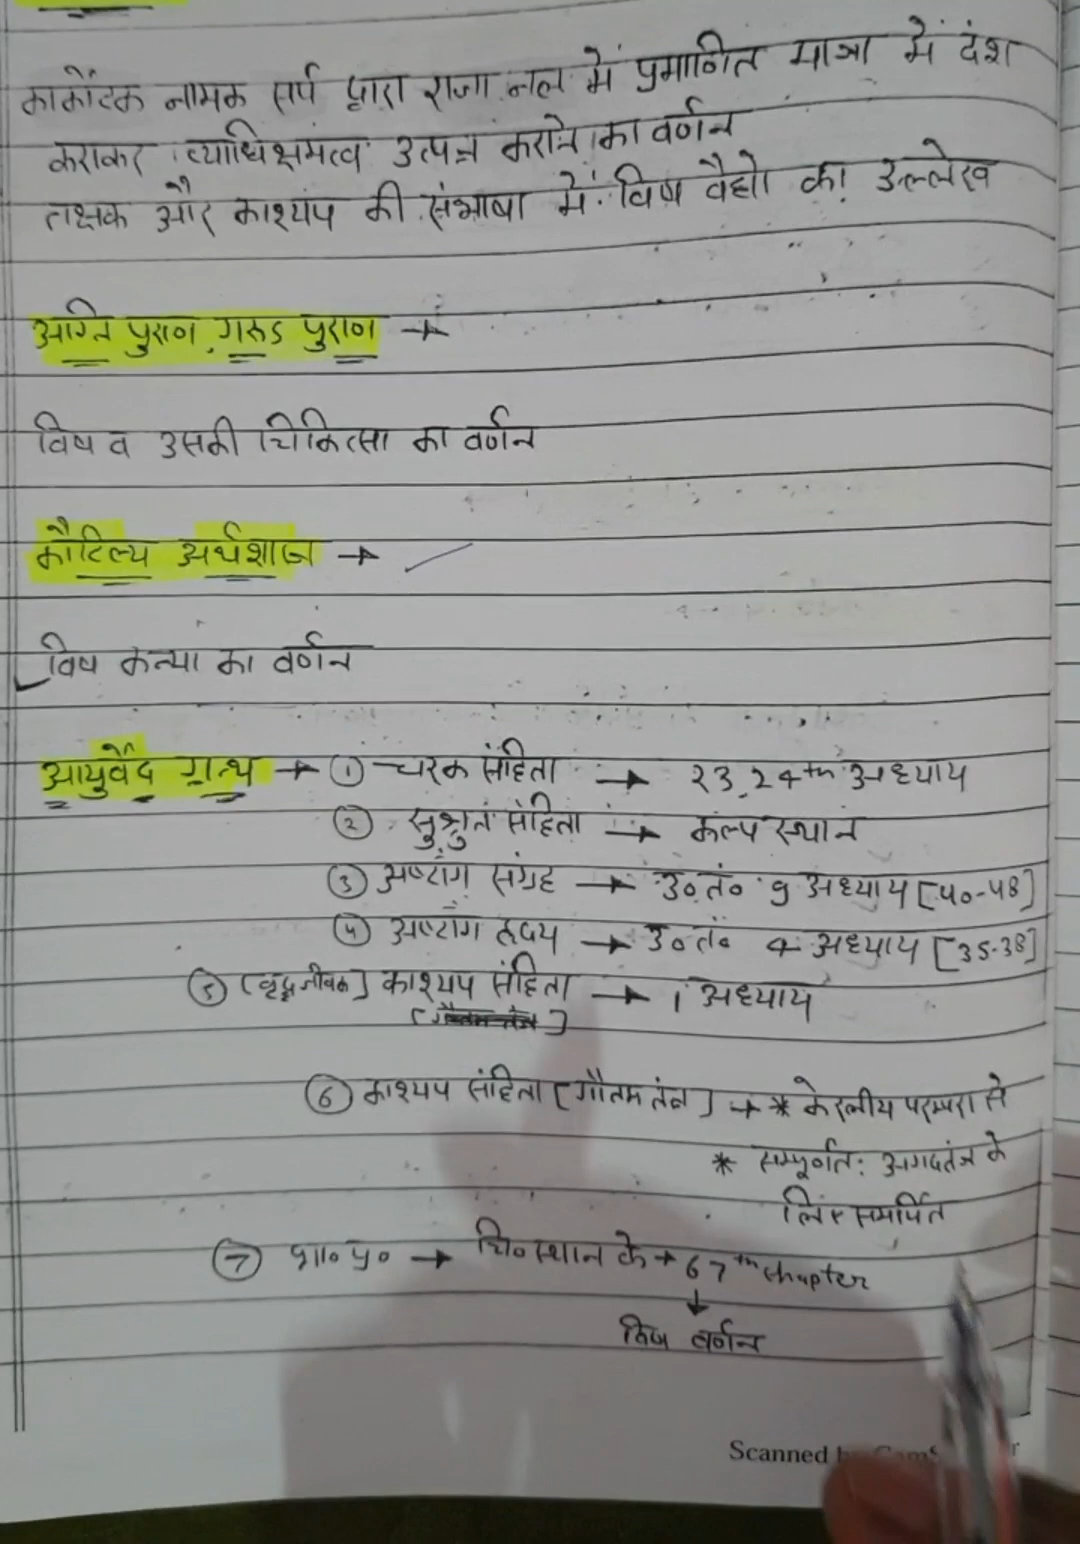 कार्कोटक नामक सर्प द्वारा राजा नल में प्रमाणित मात्रा में दंश
कराकर व्याधिक्षमत्व उत्पन्न कराने का वर्णन
तक्षक और काश्यप की संभाषा में विष वैद्यो का उल्लेख
अग्नि पुराण, गरुड पुराण →
विष व उसकी चिकित्सा का वर्णन
कौटिल्य अर्थशास्त्र →
विष कन्या का वर्णन
आयुर्वेद ग्रन्थ → ① चरक संहिता → 23, 24th अध्याय
② सुश्रुत संहिता → कल्प स्थान
③ अष्टांग संग्रह → उ० तं० 9 अध्याय [40-48]
④ अष्टांग हृदय → उ० तं० 4 अध्याय [35-38]
⑤ [वृद्धजीवक] काश्यप संहिता → 1 अध्याय
⑥ काश्यप संहिता [गौतम तंत्र] → * केरलीय परम्परा से
* सम्पूर्णतः अगदतंत्र के
लिए समर्पित
⑦ शा० पू० → चि० स्थान के → 67th chapter
↓
विष वर्णन
Scanned